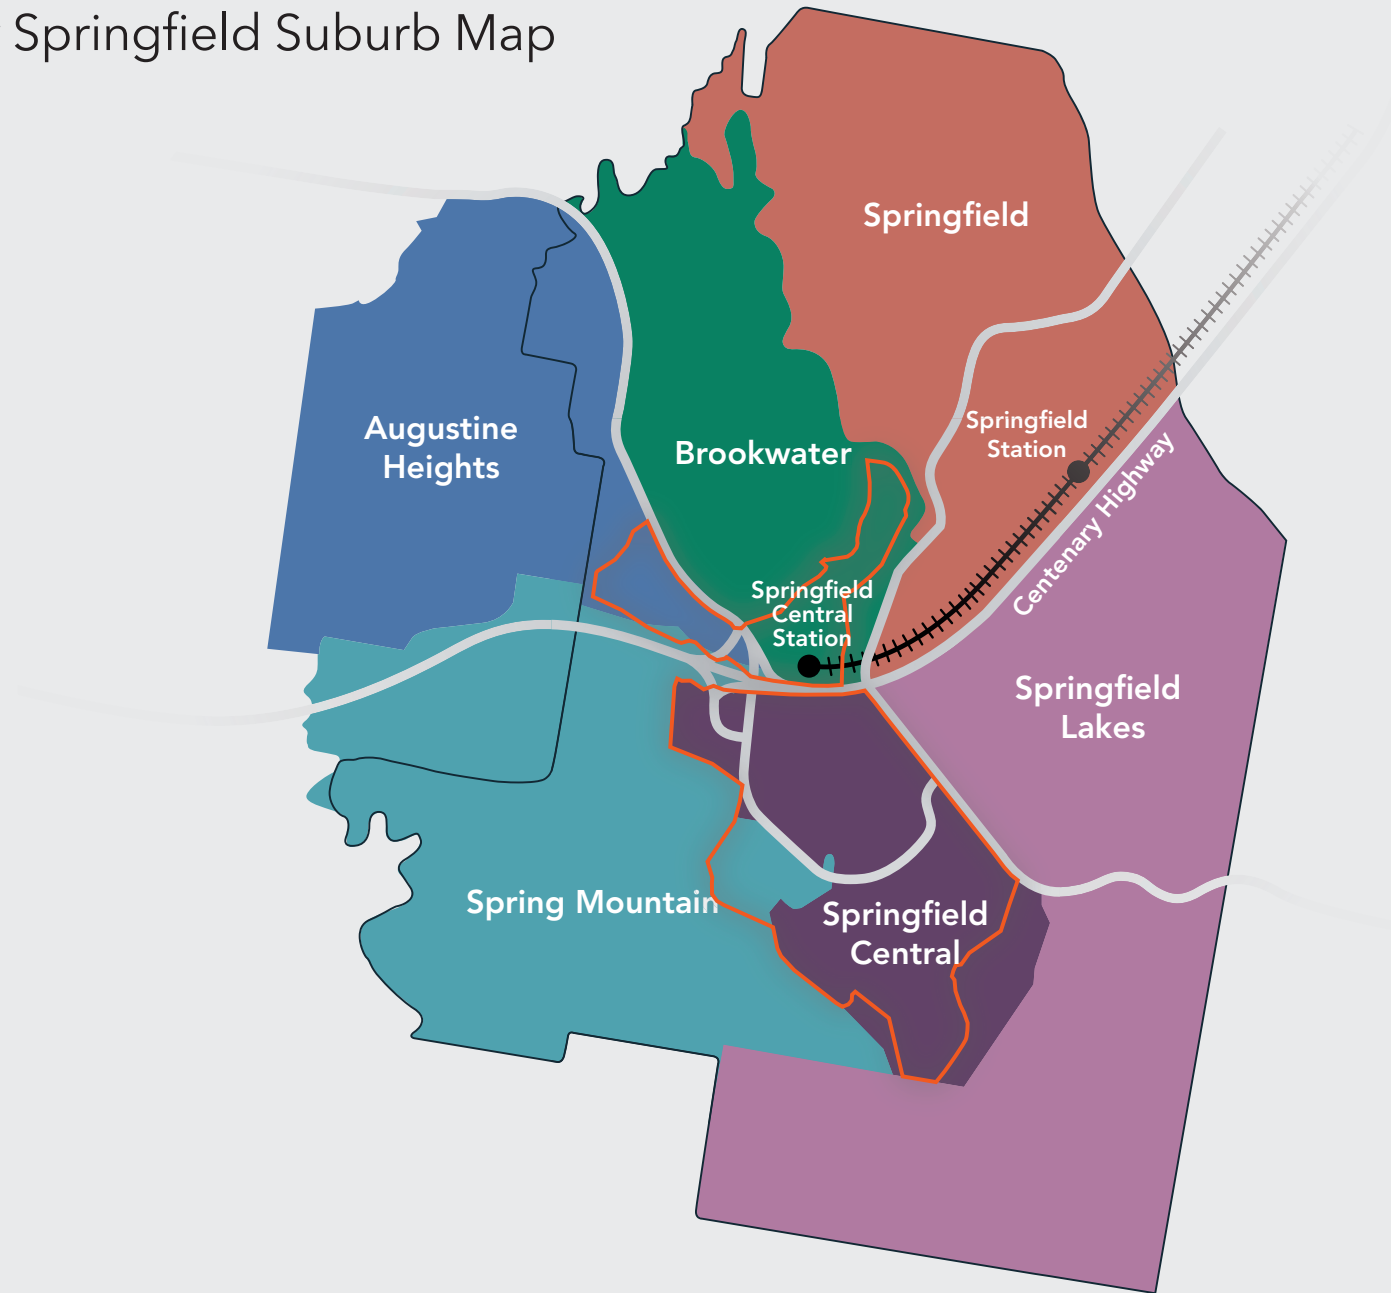 Springfield Suburb Map
Springfield
Springfield
Station
Augustine
Heights
Brookwater
Centenary Highway
Springfield
Central
Station
Springfield
Lakes
Spring Mountain
Springfield
Central